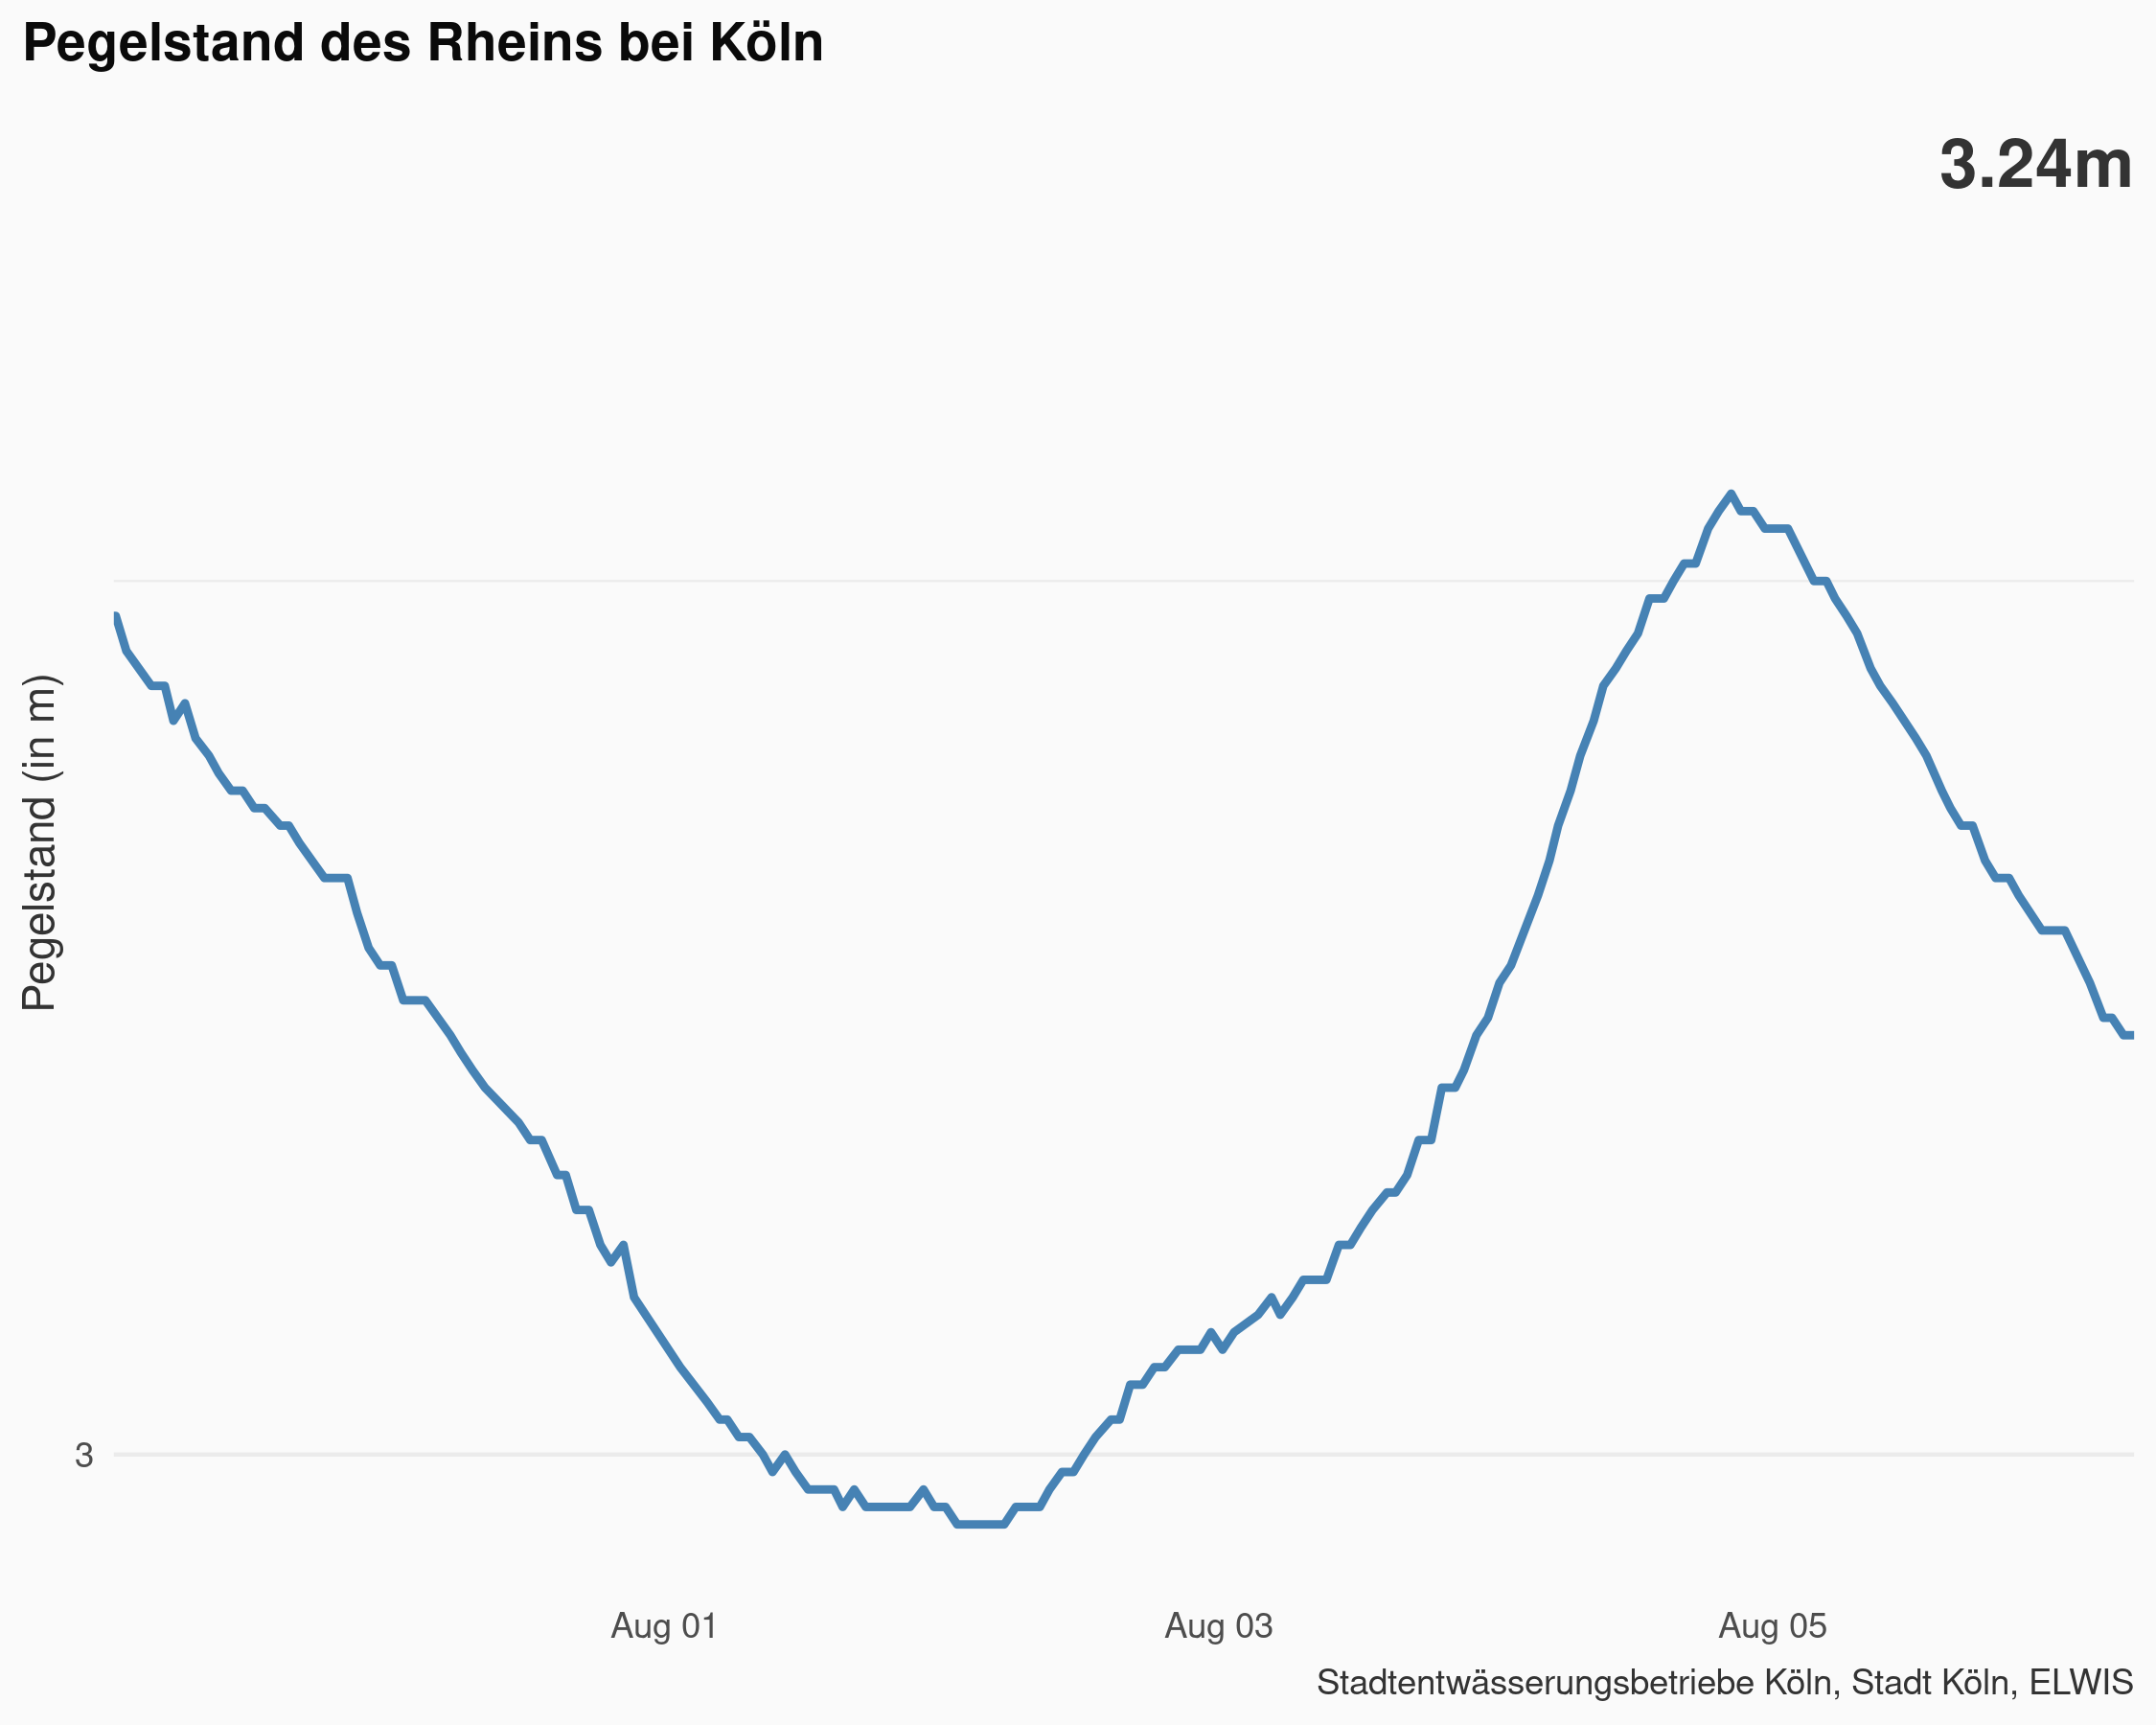 Pegelstand des Rheins bei Köln
3.24m
Pegelstand (in m)
3
Aug 01
Aug 03
Aug 05
Stadtentwässerungsbetriebe Köln, Stadt Köln, ELWIS